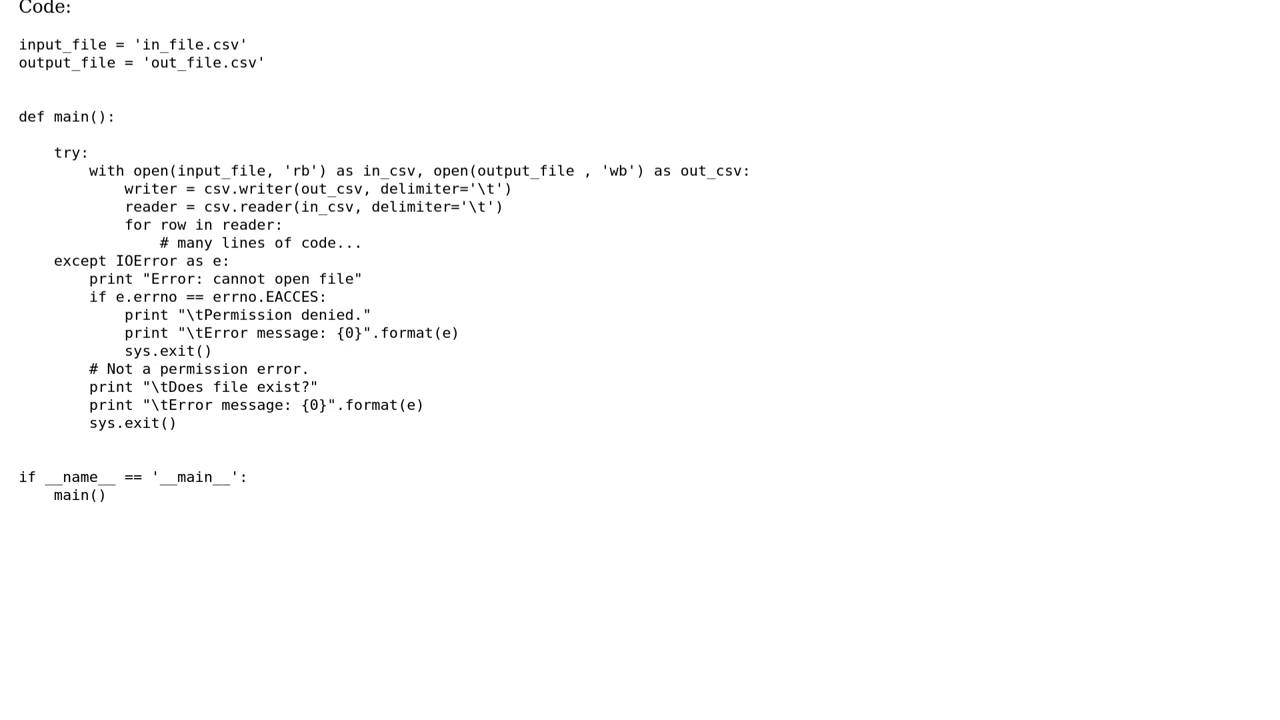 Code:
input_file = 'in_file.csv'
output_file = 'out_file.csv'
def main():
    try:
        with open(input_file, 'rb') as in_csv, open(output_file , 'wb') as out_csv:
            writer = csv.writer(out_csv, delimiter='\t')
            reader = csv.reader(in_csv, delimiter='\t')
            for row in reader:
                # many lines of code...
    except IOError as e:
        print "Error: cannot open file"
        if e.errno == errno.EACCES:
            print "\tPermission denied."
            print "\tError message: {0}".format(e)
            sys.exit()
        # Not a permission error.
        print "\tDoes file exist?"
        print "\tError message: {0}".format(e)
        sys.exit()
if __name__ == '__main__':
    main()